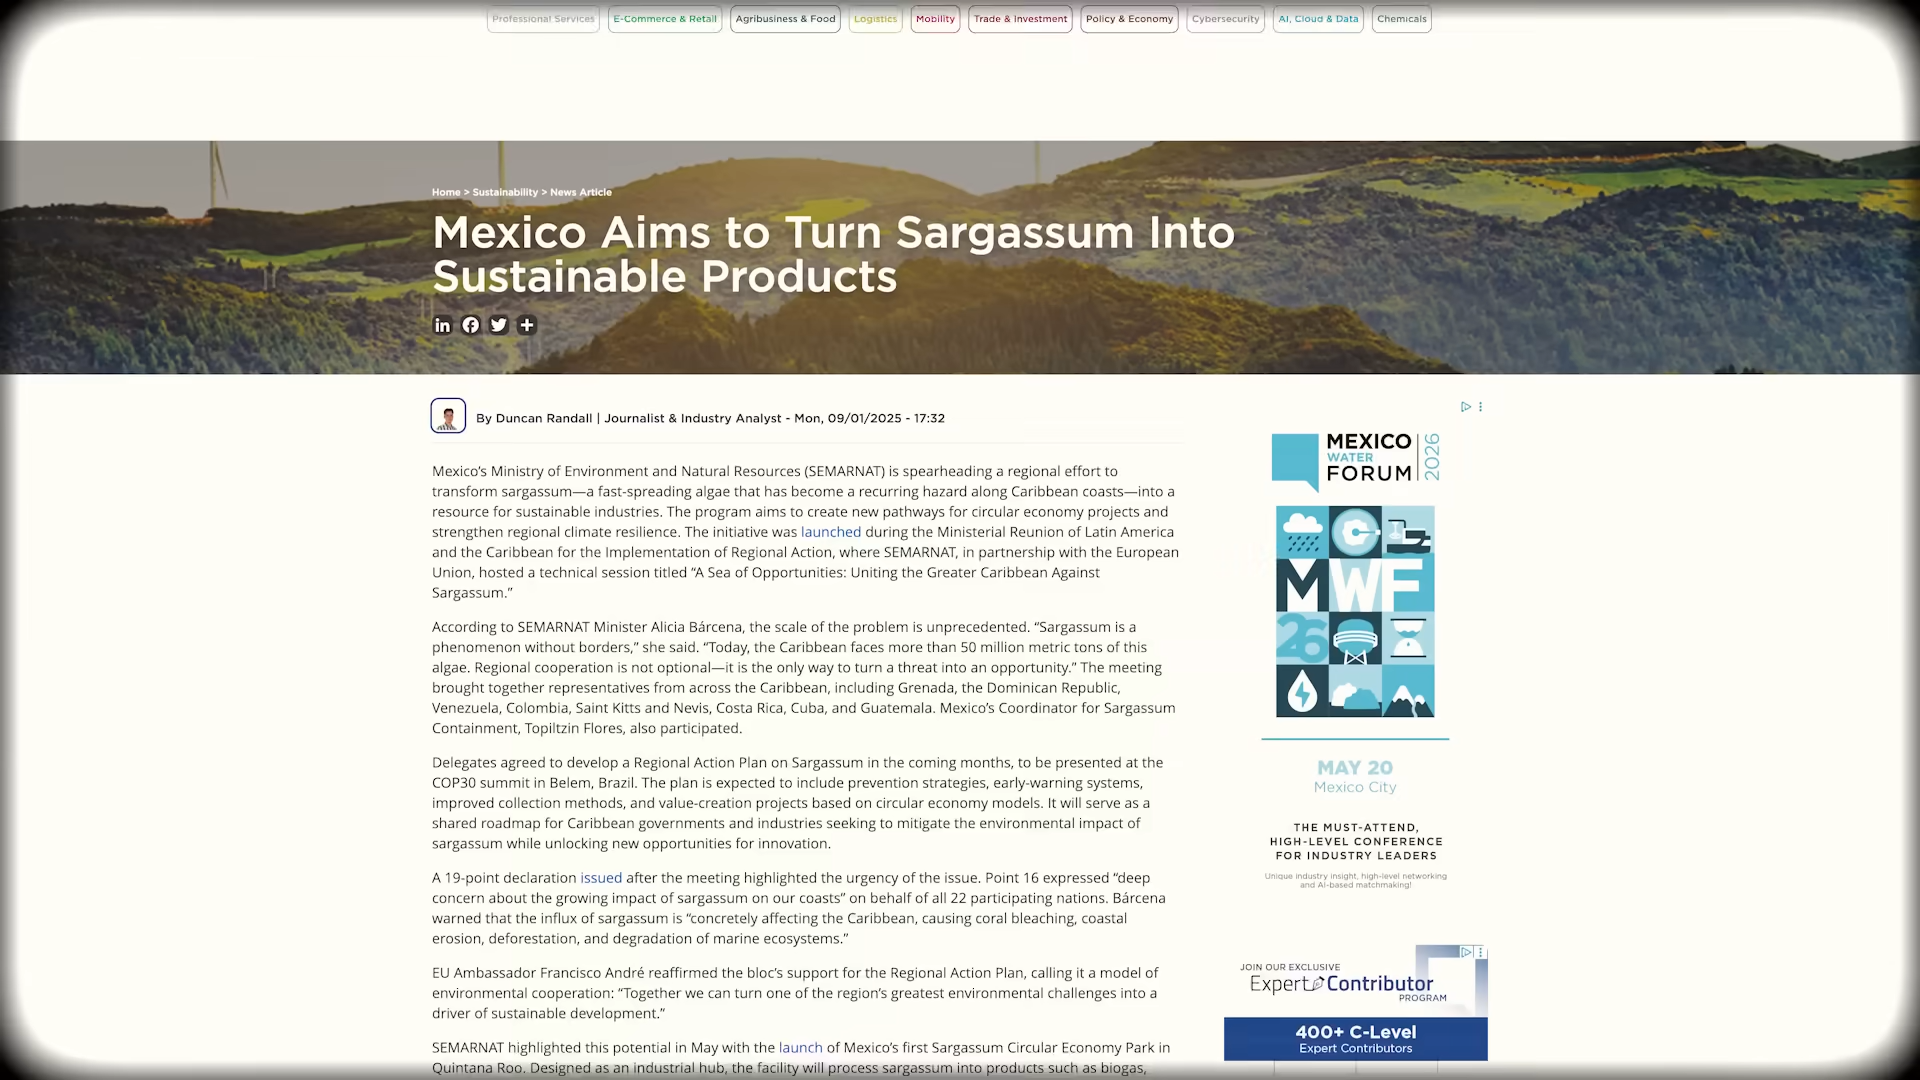 Professional Services
E-Commerce & Retail
Agribusiness & Food
Logistics
Mobility
Trade & Investment
Policy & Economy
Cybersecurity
AI, Cloud & Data
Chemicals
Home > Sustainability > News Article
Mexico Aims to Turn Sargassum Into
Sustainable Products
By Duncan Randall | Journalist & Industry Analyst - Mon, 09/01/2025 - 17:32
Mexico’s Ministry of Environment and Natural Resources (SEMARNAT) is spearheading a regional effort to
transform sargassum—a fast-spreading algae that has become a recurring hazard along Caribbean coasts—into a
resource for sustainable industries. The program aims to create new pathways for circular economy projects and
strengthen regional climate resilience. The initiative was launched during the Ministerial Reunion of Latin America
and the Caribbean for the Implementation of Regional Action, where SEMARNAT, in partnership with the European
Union, hosted a technical session titled “A Sea of Opportunities: Uniting the Greater Caribbean Against
Sargassum.”
According to SEMARNAT Minister Alicia Bárcena, the scale of the problem is unprecedented. “Sargassum is a
phenomenon without borders,” she said. “Today, the Caribbean faces more than 50 million metric tons of this
algae. Regional cooperation is not optional—it is the only way to turn a threat into an opportunity.” The meeting
brought together representatives from across the Caribbean, including Grenada, the Dominican Republic,
Venezuela, Colombia, Saint Kitts and Nevis, Costa Rica, Cuba, and Guatemala. Mexico’s Coordinator for Sargassum
Containment, Topiltzin Flores, also participated.
Delegates agreed to develop a Regional Action Plan on Sargassum in the coming months, to be presented at the
COP30 summit in Belem, Brazil. The plan is expected to include prevention strategies, early-warning systems,
improved collection methods, and value-creation projects based on circular economy models. It will serve as a
shared roadmap for Caribbean governments and industries seeking to mitigate the environmental impact of
sargassum while unlocking new opportunities for innovation.
A 19-point declaration issued after the meeting highlighted the urgency of the issue. Point 16 expressed “deep
concern about the growing impact of sargassum on our coasts” on behalf of all 22 participating nations. Bárcena
warned that the influx of sargassum is “concretely affecting the Caribbean, causing coral bleaching, coastal
erosion, deforestation, and degradation of marine ecosystems.”
EU Ambassador Francisco André reaffirmed the bloc’s support for the Regional Action Plan, calling it a model of
environmental cooperation: “Together we can turn one of the region’s greatest environmental challenges into a
driver of sustainable development.”
SEMARNAT highlighted this potential in May with the launch of Mexico’s first Sargassum Circular Economy Park in
Quintana Roo. Designed as an industrial hub, the facility will process sargassum into products such as biogas,
MEXICO
WATER
FORUM
2026
MWF
26
MAY 20
Mexico City
THE MUST-ATTEND,
HIGH-LEVEL CONFERENCE
FOR INDUSTRY LEADERS
Unique industry insight, high-level networking
and AI-based matchmaking!
JOIN OUR EXCLUSIVE
Expert Contributor
PROGRAM
400+ C-Level
Expert Contributors